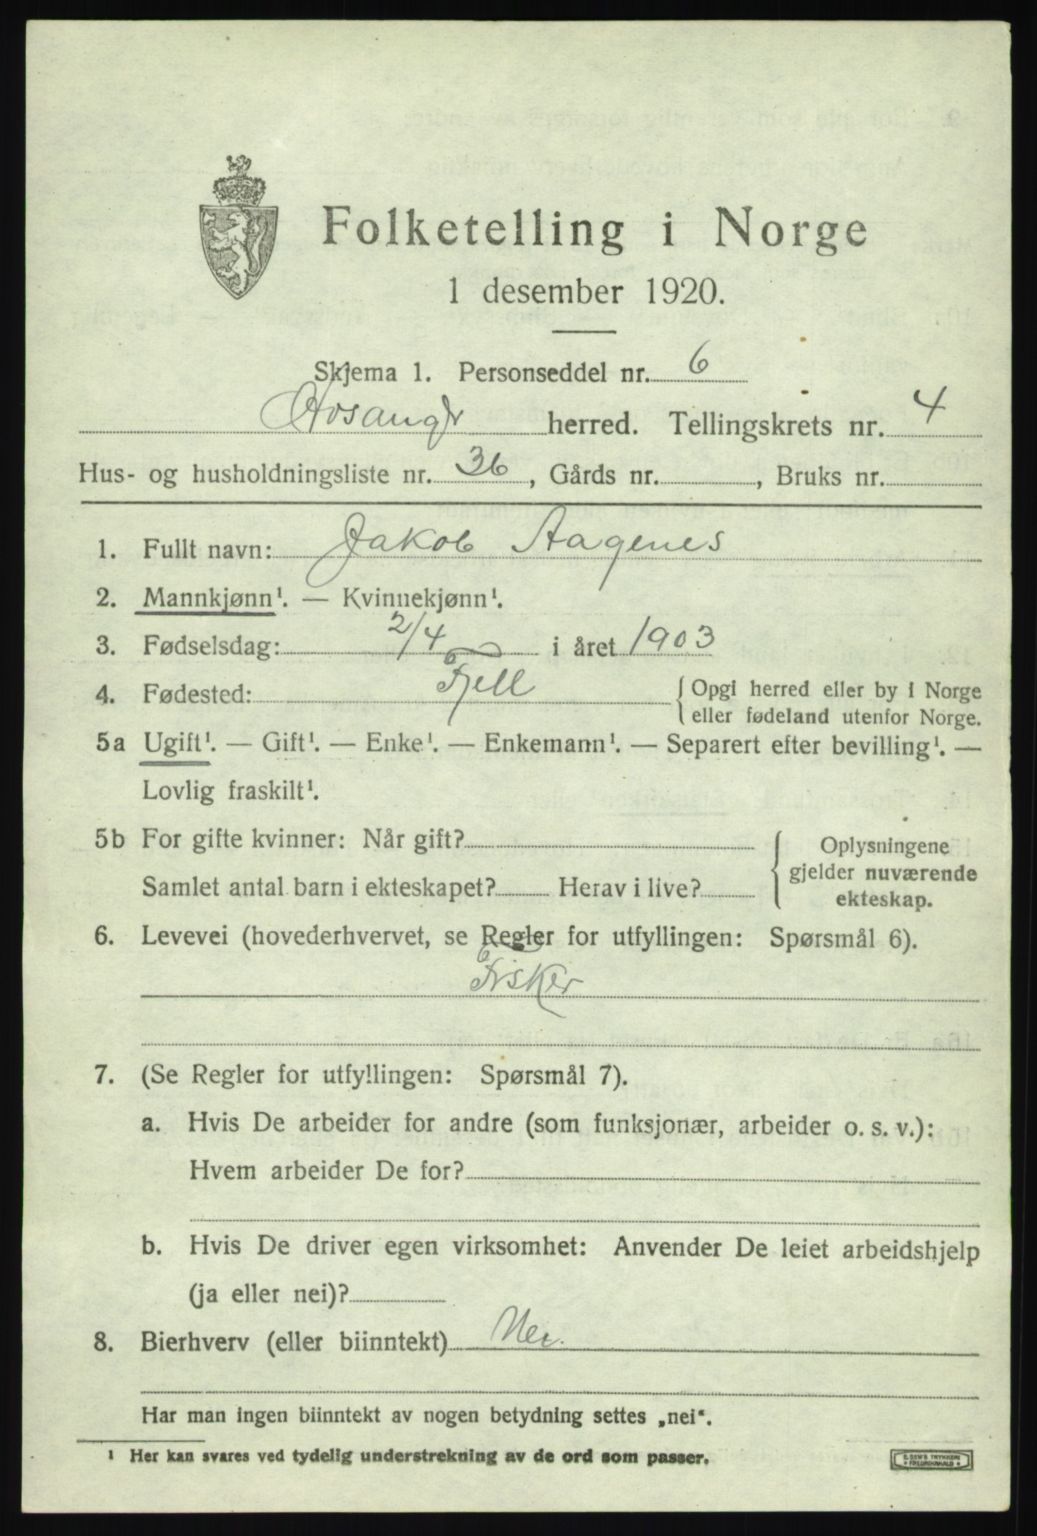 Folketelling i Norge
1 desember 1920.
Skjema 1. Personseddel nr. 6
Hosanger herred. Tellingskrets nr. 4
Hus- og husholdningsliste nr. 36, Gårds nr. , Bruks nr.
1. Fullt navn: Jakob Aagenes
2. Mannkjønn¹. — Kvinnekjønn¹.
3. Fødselsdag: 2/4 i året 1903
4. Fødested: Fjell { Opgi herred eller by i Norge
eller fødeland utenfor Norge.
5a Ugift¹. — Gift¹. — Enke¹. — Enkemann¹. — Separert efter bevilling¹. —
Lovlig fraskilt¹.
5b For gifte kvinner: Når gift?
Samlet antal barn i ekteskapet? Herav i live?
{ Oplysningene
gjelder nuværende
ekteskap.
6. Levevei (hovederhvervet, se Regler for utfyllingen: Spørsmål 6).
Fisker
7. (Se Regler for utfyllingen: Spørsmål 7).
a. Hvis De arbeider for andre (som funksjonær, arbeider o. s. v.):
Hvem arbeider De for?
b. Hvis De driver egen virksomhet: Anvender De leiet arbeidshjelp
(ja eller nei)?
8. Bierhverv (eller biinntekt) Nei.
Har man ingen biinntekt av nogen betydning settes „nei“.
¹ Her kan svares ved tydelig understrekning av de ord som passer.